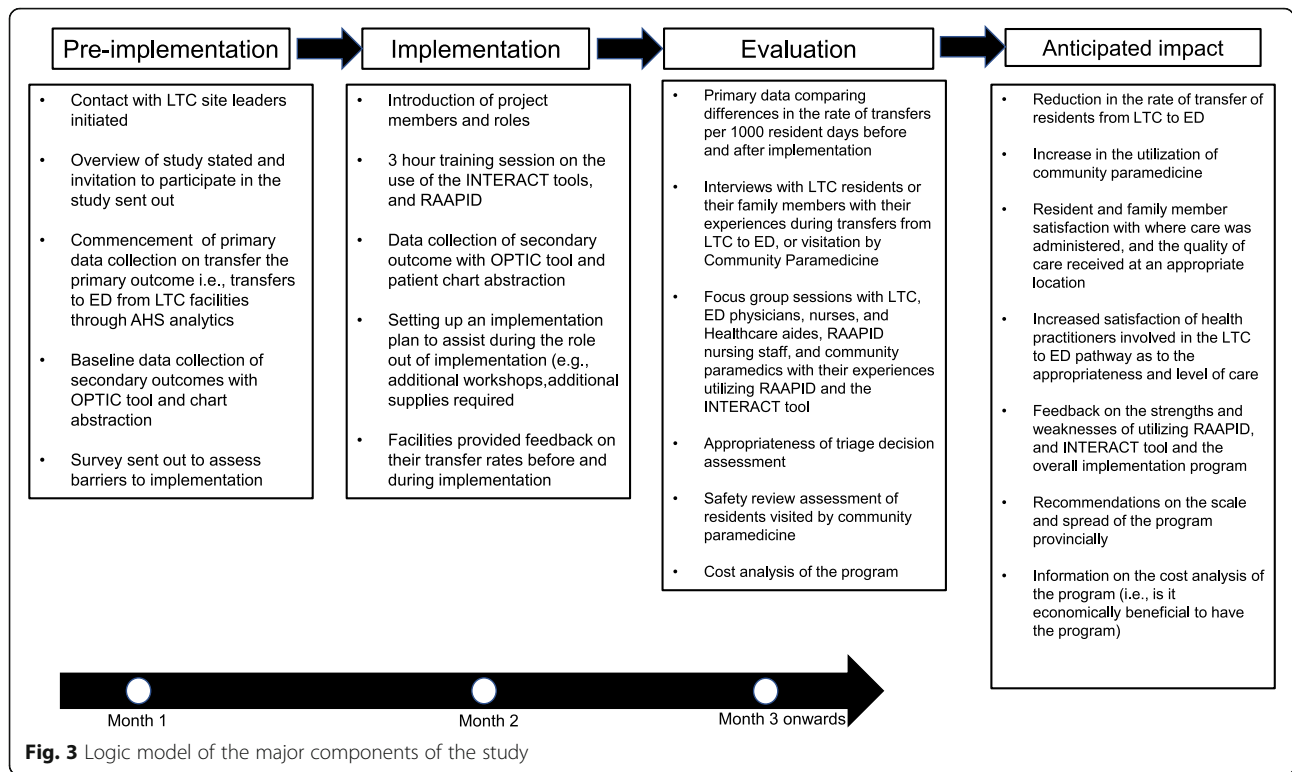 Pre-implementation
• Contact with LTC site leaders
initiated
• Overview of study stated and
invitation to participate in the
study sent out
• Commencement of primary
data collection on transfer the
primary outcome i.e., transfers
to ED from LTC facilities
through AHS analytics
• Baseline data collection of
secondary outcomes with
OPTIC tool and chart
abstraction
• Survey sent out to assess
barriers to implementation
Implementation
• Introduction of project
members and roles
• 3 hour training session on the
use of the INTERACT tools,
and RAAPID
• Data collection of secondary
outcome with OPTIC tool and
patient chart abstraction
• Setting up an implementation
plan to assist during the role
out of implementation (e.g.,
additional workshops,additional
supplies required
• Facilities provided feedback on
their transfer rates before and
during implementation
Evaluation
• Primary data comparing
differences in the rate of transfers
per 1000 resident days before
and after implementation
• Interviews with LTC residents or
their family members with their
experiences during transfers from
LTC to ED, or visitation by
Community Paramedicine
• Focus group sessions with LTC,
ED physicians, nurses, and
Healthcare aides, RAAPID
nursing staff, and community
paramedics with their experiences
utilizing RAAPID and the
INTERACT tool
• Appropriateness of triage decision
assessment
• Safety review assessment of
residents visited by community
paramedicine
• Cost analysis of the program
Anticipated impact
• Reduction in the rate of transfer of
residents from LTC to ED
• Increase in the utilization of
community paramedicine
• Resident and family member
satisfaction with where care was
administered, and the quality of
care received at an appropriate
location
• Increased satisfaction of health
practitioners involved in the LTC
to ED pathway as to the
appropriateness and level of care
• Feedback on the strengths and
weaknesses of utilizing RAAPID,
and INTERACT tool and the
overall implementation program
• Recommendations on the scale
and spread of the program
provincially
• Information on the cost analysis of
the program (i.e., is it
economically beneficial to have
the program)
Month 1
Month 2
Month 3 onwards
Fig. 3 Logic model of the major components of the study